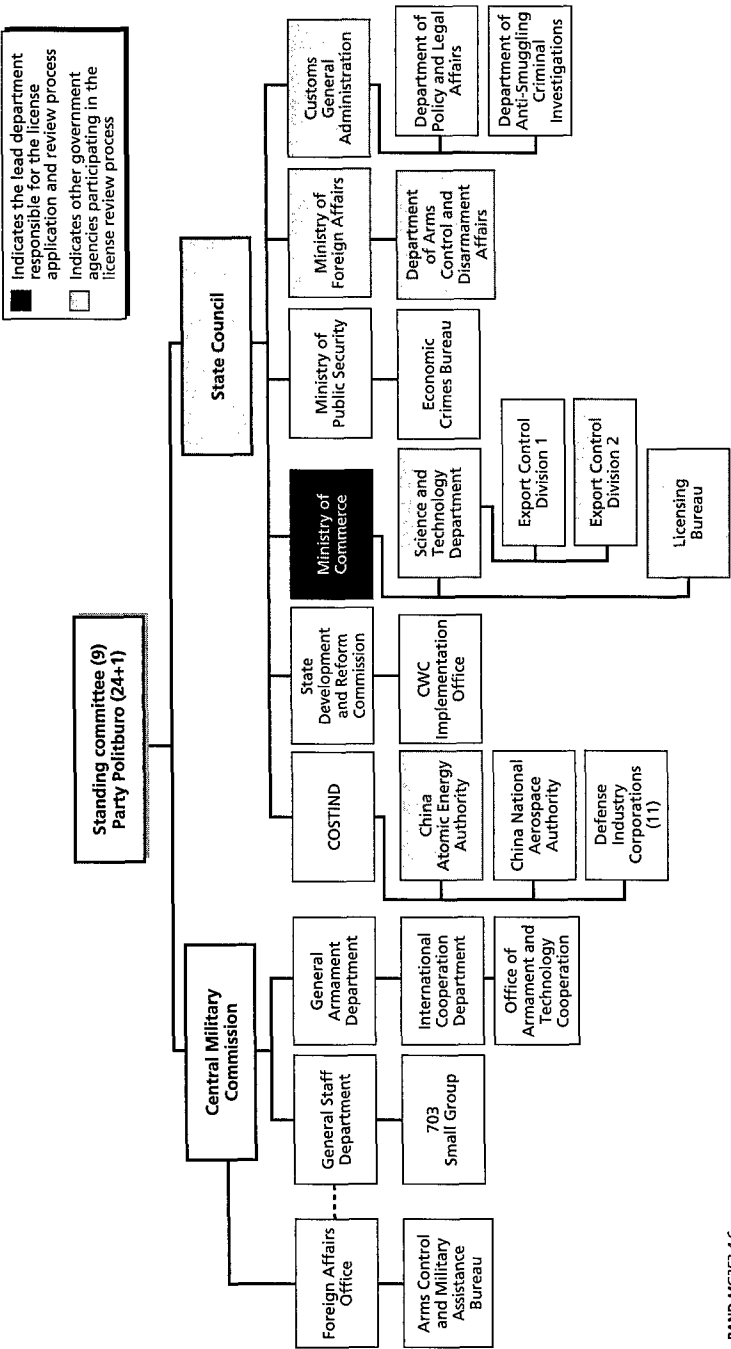 Indicates the lead department
responsible for the license
application and review process
Indicates other government
agencies participating in the
license review process
Standing committee (9)
Party Politburo (24+1)
Central Military
Commission
State Council
Foreign Affairs
Office
General Staff
Department
General
Armament
Department
COSTIND
State
Development
and Reform
Commission
Ministry of
Commerce
Ministry of
Public Security
Ministry of
Foreign Affairs
Customs
General
Administration
Arms Control
and Military
Assistance
Bureau
703
Small Group
International
Cooperation
Department
Office of
Armament and
Technology
Cooperation
China
Atomic Energy
Authority
China National
Aerospace
Authority
Defense
Industry
Corporations
(11)
CWC
Implementation
Office
Science and
Technology
Department
Export Control
Division 1
Export Control
Division 2
Licensing
Bureau
Economic
Crimes Bureau
Department
of Arms
Control and
Disarmament
Affairs
Department of
Policy and Legal
Affairs
Department of
Anti-Smuggling
Criminal
Investigations
RAND MG353-4.6